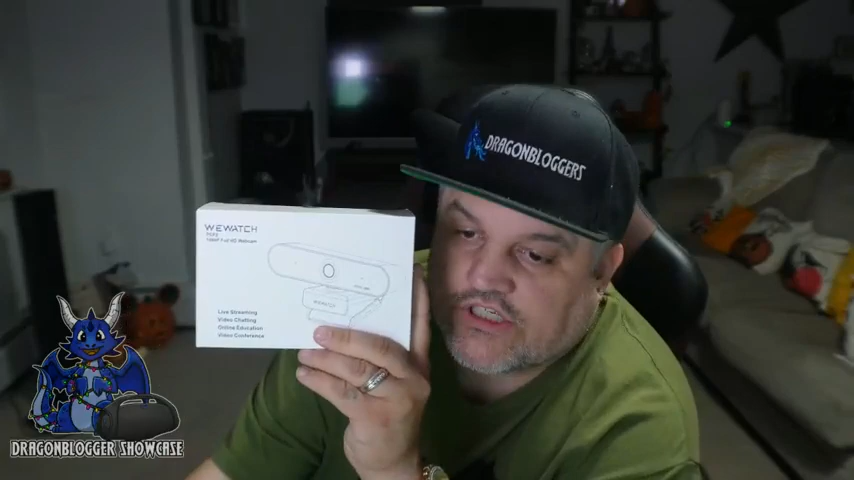 DRAGONBLOGGERS
WEWATCH
1080P Full HD Webcam
WEWATCH
Live Streaming
Video Chatting
Online Education
Video Conference
DRAGONBLOGGER SHOWCASE